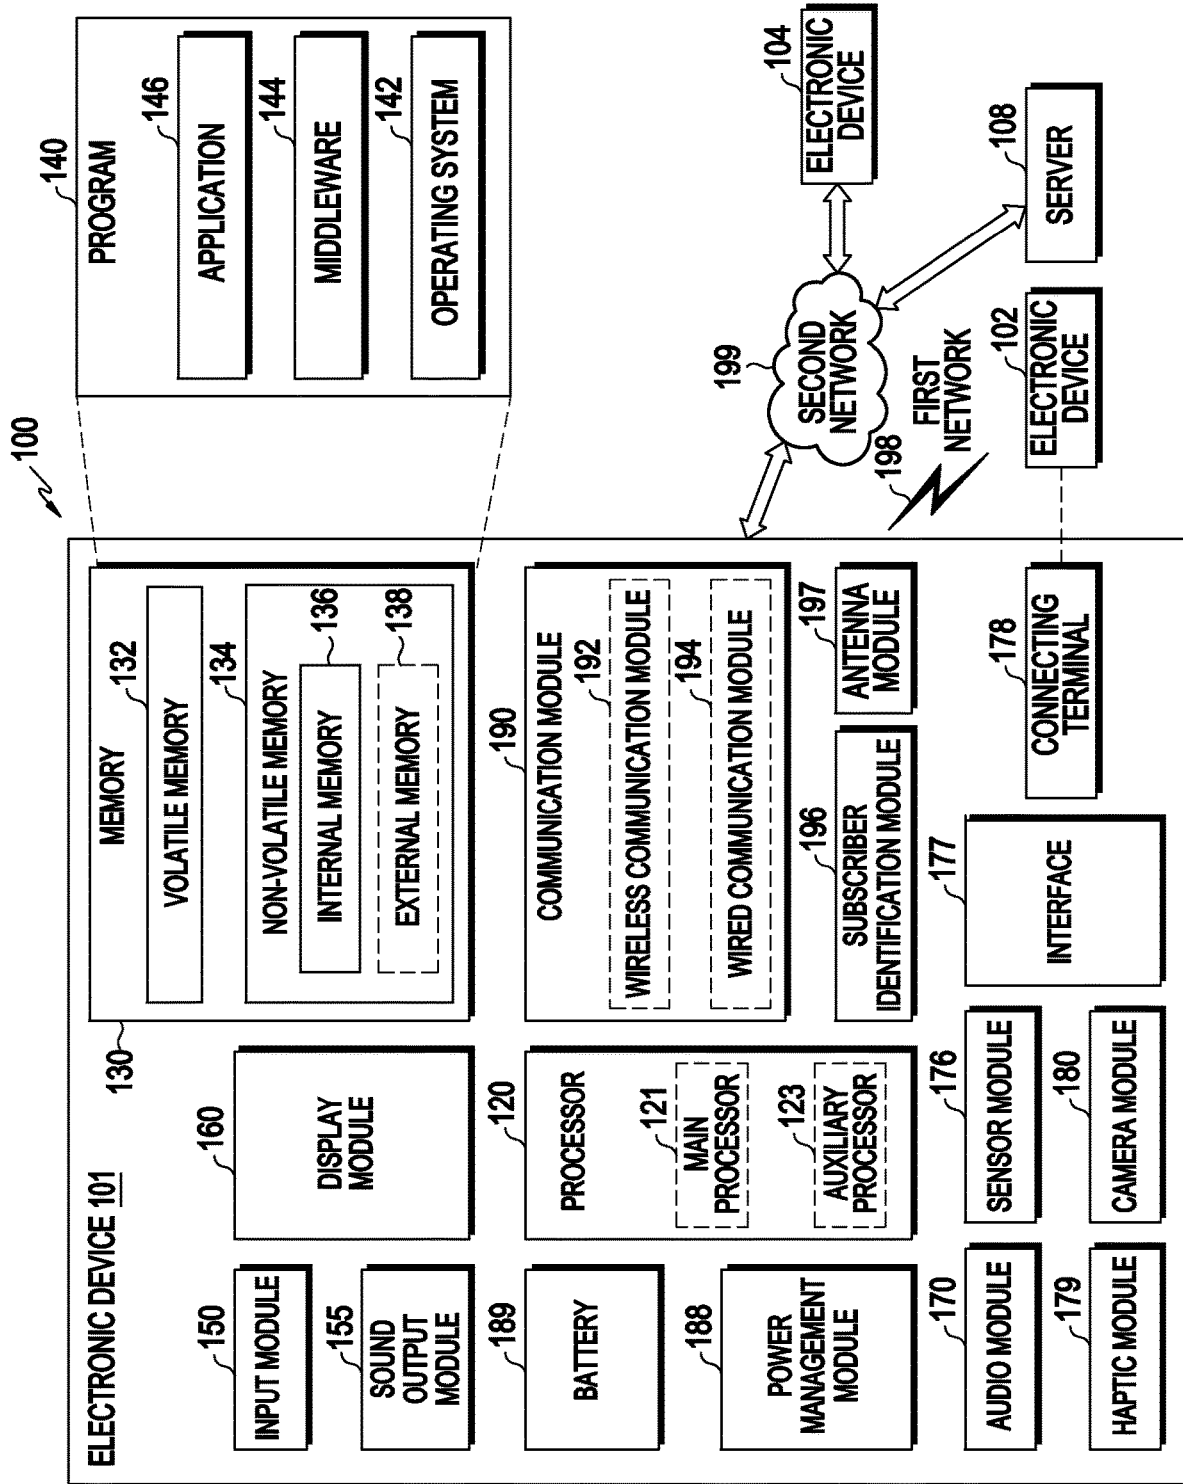 100
ELECTRONIC DEVICE 101
130
MEMORY
132
VOLATILE MEMORY
134
NON-VOLATILE MEMORY
136
INTERNAL MEMORY
138
EXTERNAL MEMORY
140
PROGRAM
146
APPLICATION
144
MIDDLEWARE
142
OPERATING SYSTEM
150
INPUT MODULE
155
SOUND
OUTPUT
MODULE
160
DISPLAY
MODULE
189
BATTERY
188
POWER
MANAGEMENT
MODULE
120
PROCESSOR
121
MAIN
PROCESSOR
123
AUXILIARY
PROCESSOR
190
COMMUNICATION MODULE
192
WIRELESS COMMUNICATION MODULE
194
WIRED COMMUNICATION MODULE
196
SUBSCRIBER
IDENTIFICATION MODULE
197
ANTENNA
MODULE
199
SECOND
NETWORK
104
ELECTRONIC
DEVICE
198
FIRST
NETWORK
108
SERVER
170
AUDIO MODULE
176
SENSOR MODULE
177
INTERFACE
178
CONNECTING
TERMINAL
102
ELECTRONIC
DEVICE
179
HAPTIC MODULE
180
CAMERA MODULE